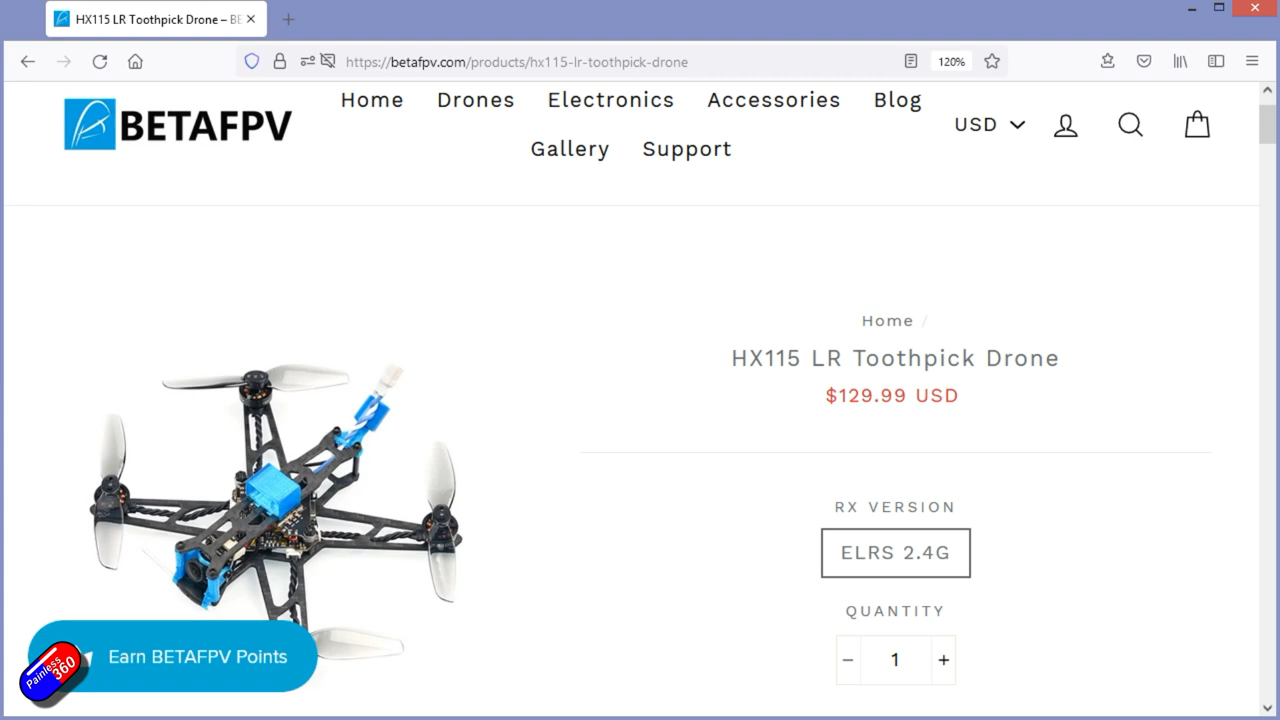 HX115 LR Toothpick Drone – BE
https://betafpv.com/products/hx115-lr-toothpick-drone
120%
BETAFPV
Home Drones Electronics Accessories Blog
Gallery Support
USD
Home /
HX115 LR Toothpick Drone
$129.99 USD
RX VERSION
ELRS 2.4G
QUANTITY
− 1 +
Earn BETAFPV Points
Painless
360